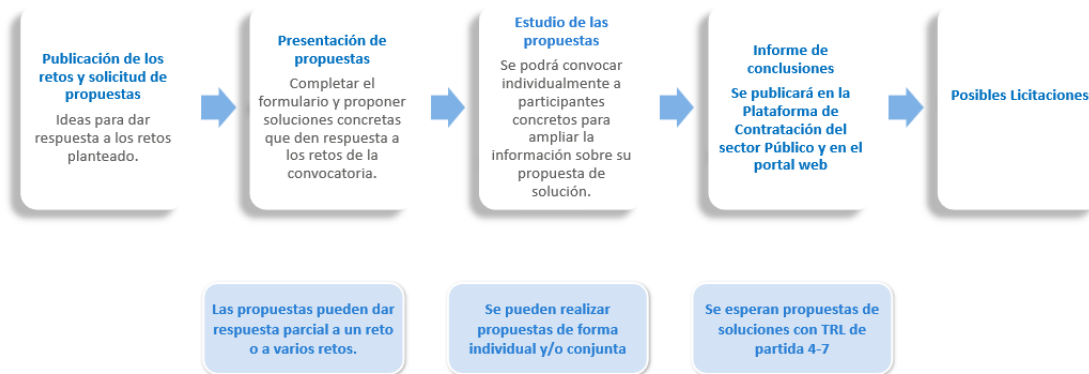 Publicación de los
retos y solicitud de
propuestas
Ideas para dar
respuesta a los retos
planteado.
Presentación de
propuestas
Completar el
formulario y proponer
soluciones concretas
que den respuesta a
los retos de la
convocatoria.
Estudio de las
propuestas
Se podrá convocar
individualmente a
participantes
concretos para
ampliar la
información sobre su
propuesta de
solución.
Informe de
conclusiones
Se publicará en la
Plataforma de
Contratación del
sector Público y en el
portal web
Posibles Licitaciones
Las propuestas pueden dar
respuesta parcial a un reto
o a varios retos.
Se pueden realizar
propuestas de forma
individual y/o conjunta
Se esperan propuestas de
soluciones con TRL de
partida 4-7